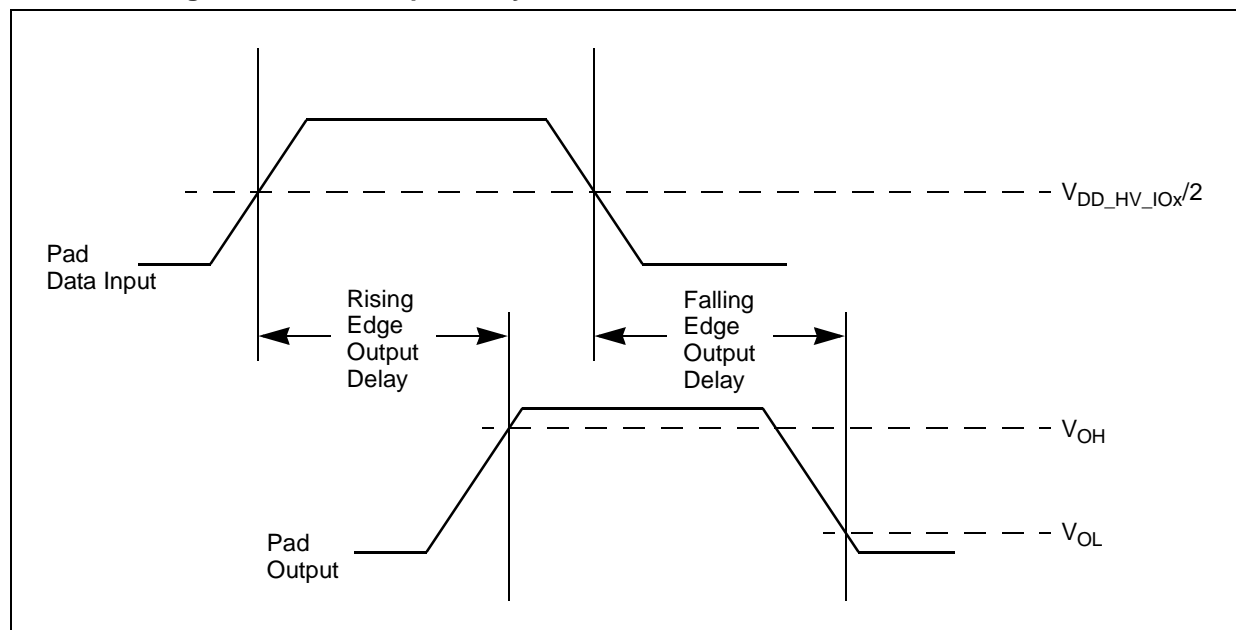 V_DD_HV_IOx/2
Pad
Data Input
Rising
Edge
Output
Delay
Falling
Edge
Output
Delay
V_OH
V_OL
Pad
Output